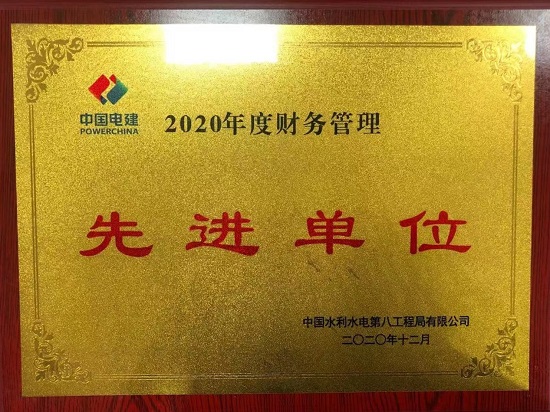 中国电建
POWERCHINA
2020年度财务管理
先进单位
中国水利水电第八工程局有限公司
二〇二〇年十二月